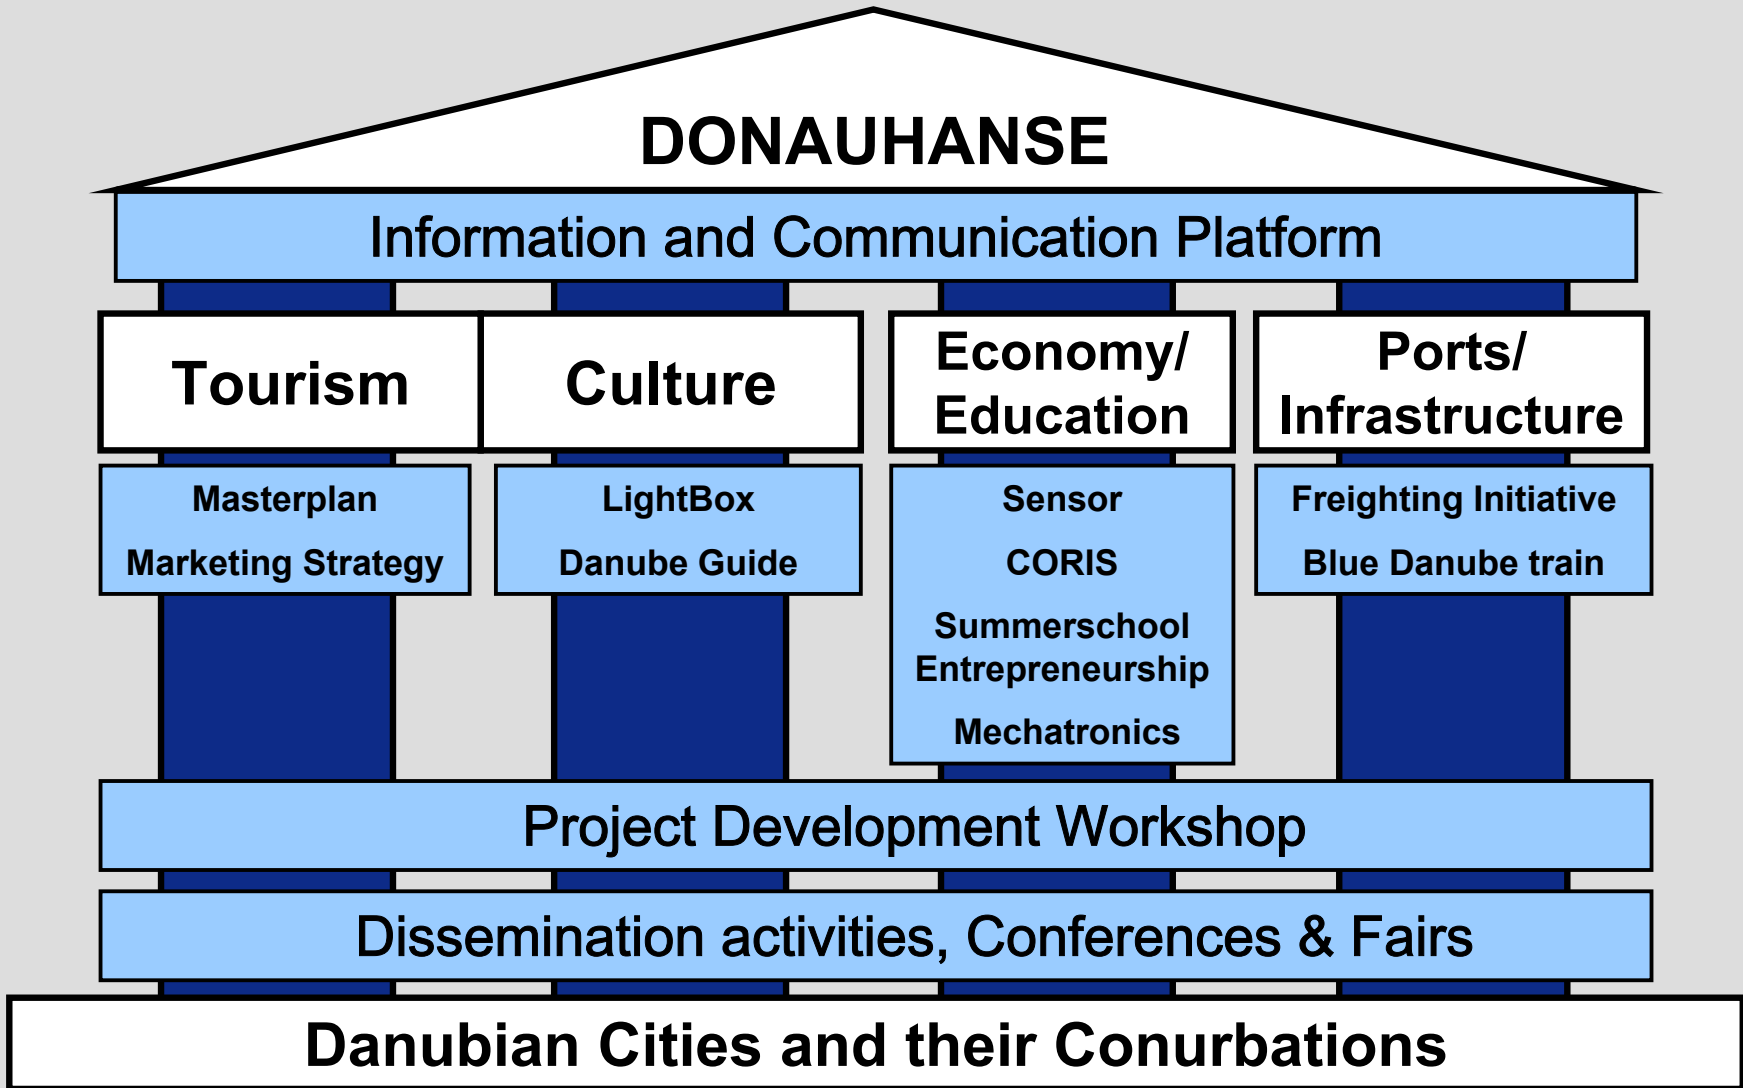 DONAUHANSE
Information and Communication Platform
Tourism
Culture
Economy/
Education
Ports/
Infrastructure
Masterplan
Marketing Strategy
LightBox
Danube Guide
Sensor
CORIS
Summerschool
Entrepreneurship
Mechatronics
Freighting Initiative
Blue Danube train
Project Development Workshop
Dissemination activities, Conferences & Fairs
Danubian Cities and their Conurbations